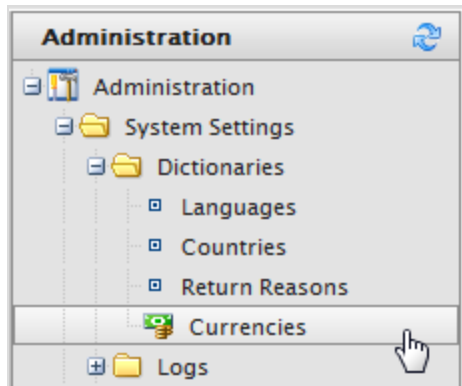 Administration
Administration
System Settings
Dictionaries
Languages
Countries
Return Reasons
Currencies
Logs